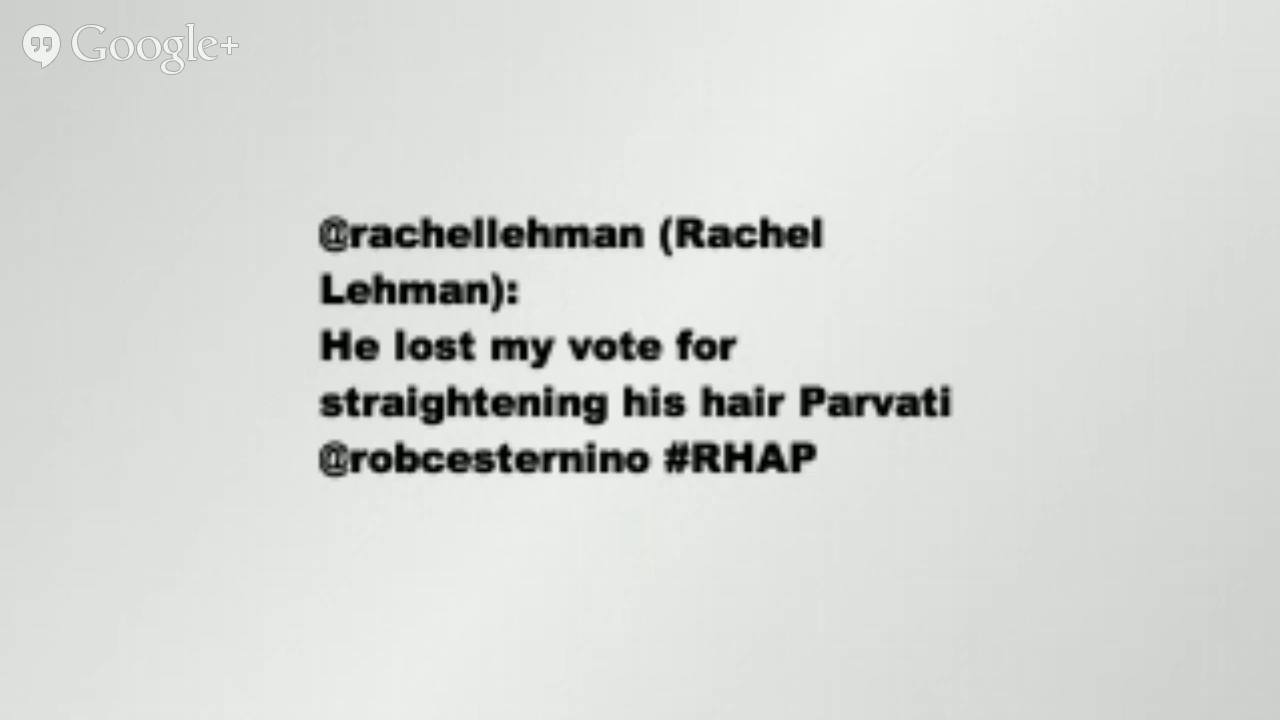 Google+
@rachellehman (Rachel
Lehman):
He lost my vote for
straightening his hair Parvati
@robcesternino #RHAP